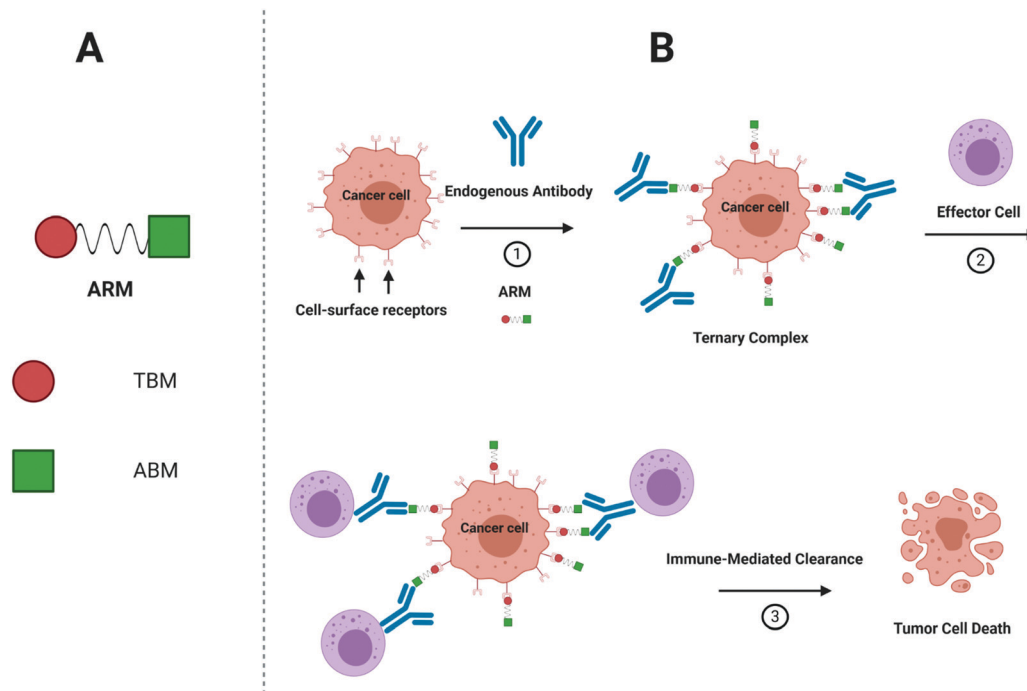 A
ARM
TBM
ABM
B
Cancer cell
Cell-surface receptors
Endogenous Antibody
1
ARM
Cancer cell
Ternary Complex
Effector Cell
2
Cancer cell
Immune-Mediated Clearance
3
Tumor Cell Death